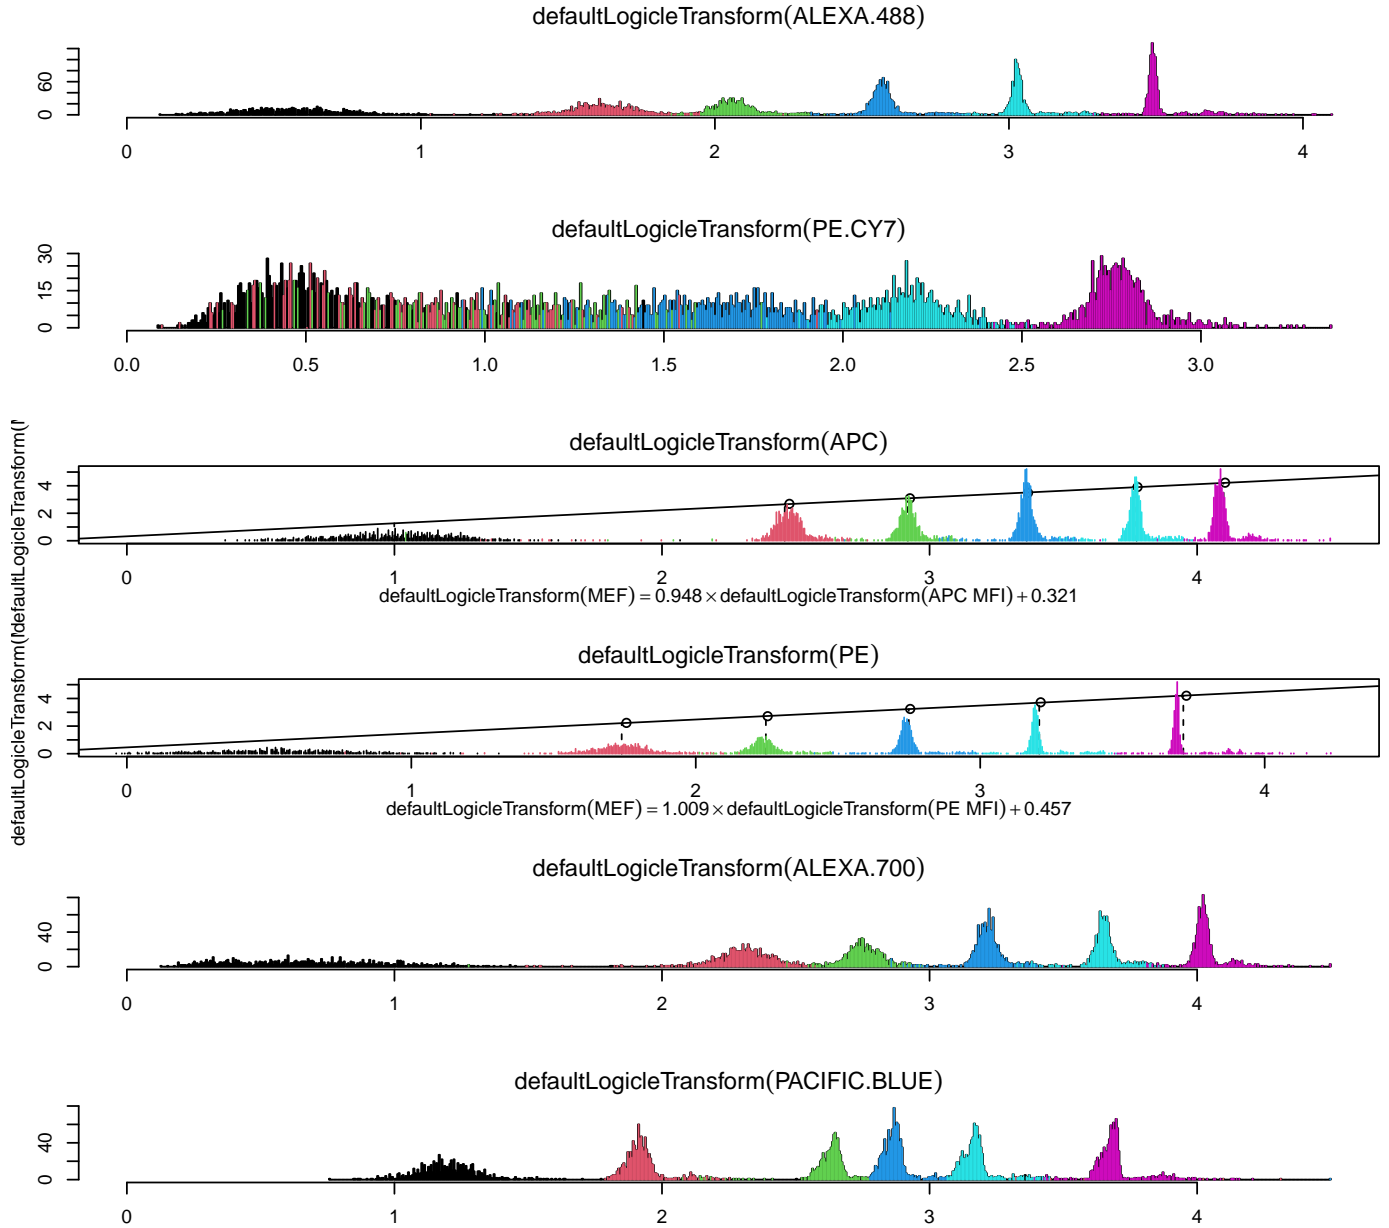 defaultLogicleTransform(ALEXA.488)
0 60
0 1 2 3 4
defaultLogicleTransform(PE.CY7)
0 15 30
0.0 0.5 1.0 1.5 2.0 2.5 3.0
defaultLogicleTransform(APC)
0 2 4
0 1 2 3 4
defaultLogicleTransform(MEF) = 0.948 × defaultLogicleTransform(APC MFI) + 0.321
defaultLogicleTransform(PE)
0 2 4
0 1 2 3 4
defaultLogicleTransform(MEF) = 1.009 × defaultLogicleTransform(PE MFI) + 0.457
defaultLogicleTransform(
defaultLogicleTransform(
defaultLogicleTransform(ALEXA.700)
0 40
0 1 2 3 4
defaultLogicleTransform(PACIFIC.BLUE)
0 40
0 1 2 3 4